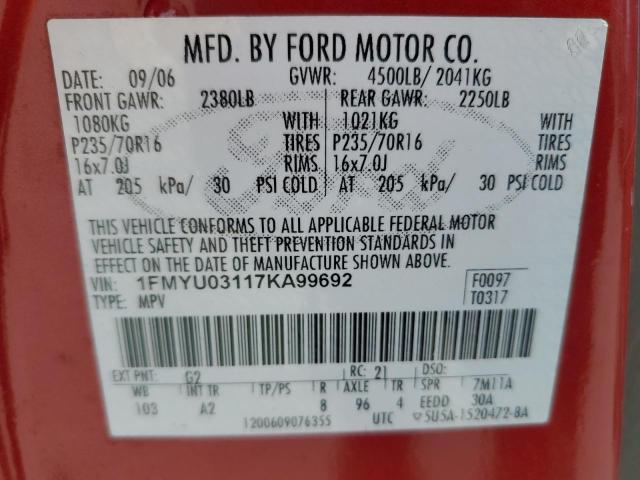 MFD. BY FORD MOTOR CO.
DATE: 09/06 GVWR: 4500LB/ 2041KG
FRONT GAWR: 2380LB REAR GAWR: 2250LB
1080KG WITH 1021KG WITH
P235/70R16 TIRES P235/70R16 TIRES
16x7.0J RIMS 16x7.0J RIMS
AT 205 kPa/ 30 PSI COLD AT 205 kPa/ 30 PSI COLD
THIS VEHICLE CONFORMS TO ALL APPLICABLE FEDERAL MOTOR
VEHICLE SAFETY AND THEFT PREVENTION STANDARDS IN
EFFECT ON THE DATE OF MANUFACTURE SHOWN ABOVE.
VIN: 1FMYU03117KA99692 F0097
TYPE: MPV T0317
EXT PNT: G2 RC: 21 DSO:
WB INT TR TP/PS R AXLE TR SPR 7M11A
103 A2 8 96 4 EEDD 30A
1200609076355 UTC 5U5A-1520472-BA
Ford